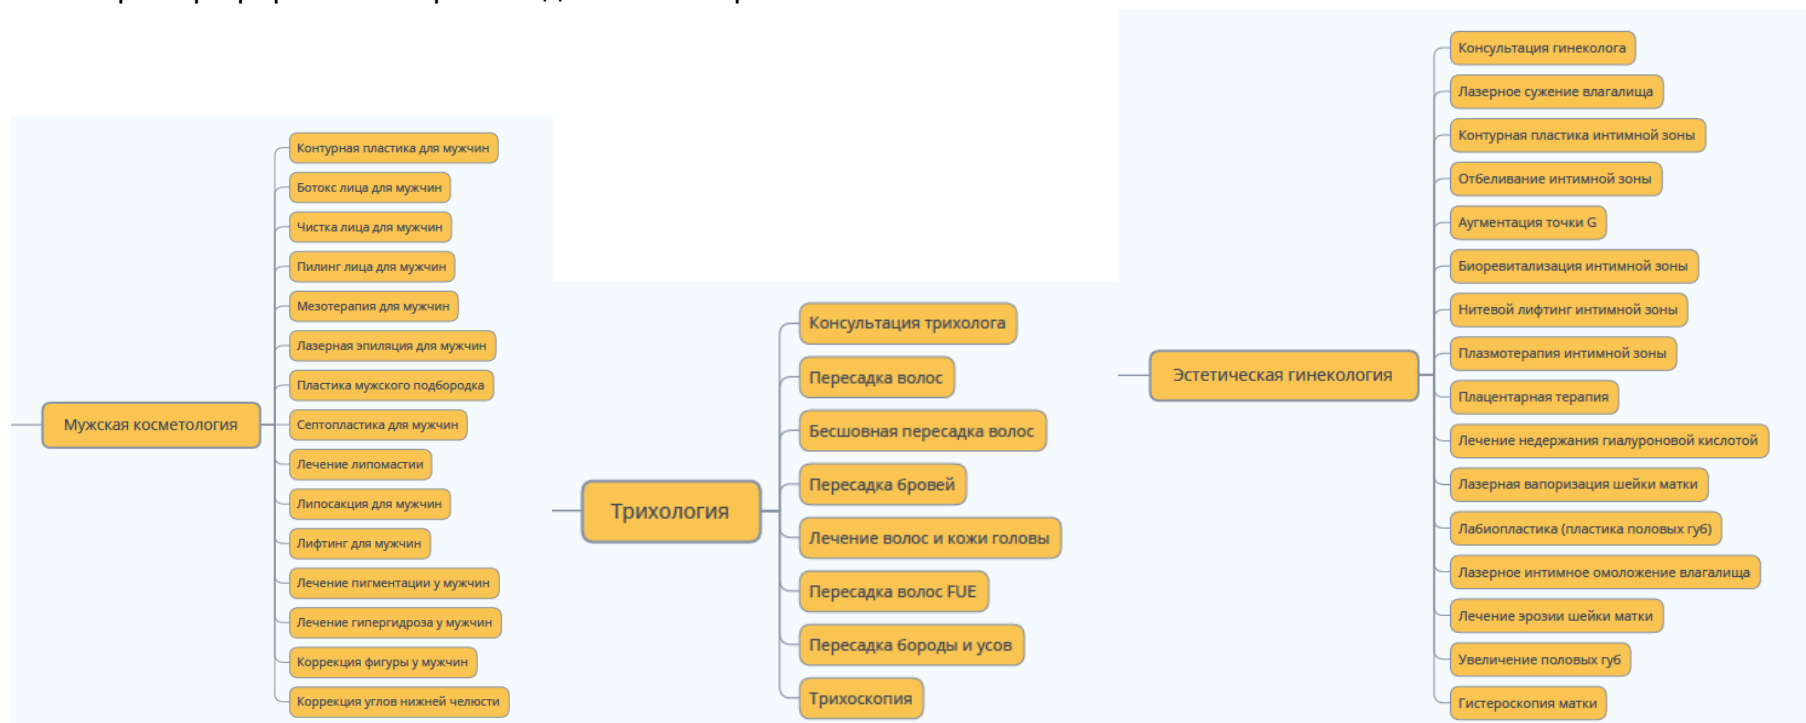 Мужская косметология
Контурная пластика для мужчин
Ботокс лица для мужчин
Чистка лица для мужчин
Пилинг лица для мужчин
Мезотерапия для мужчин
Лазерная эпиляция для мужчин
Пластика мужского подбородка
Септопластика для мужчин
Лечение липомастии
Липосакция для мужчин
Лифтинг для мужчин
Лечение пигментации у мужчин
Лечение гипергидроза у мужчин
Коррекция фигуры у мужчин
Коррекция углов нижней челюсти
Трихология
Консультация трихолога
Пересадка волос
Бесшовная пересадка волос
Пересадка бровей
Лечение волос и кожи головы
Пересадка волос FUE
Пересадка бороды и усов
Трихоскопия
Эстетическая гинекология
Консультация гинеколога
Лазерное сужение влагалища
Контурная пластика интимной зоны
Отбеливание интимной зоны
Аугментация точки G
Биоревитализация интимной зоны
Нитевой лифтинг интимной зоны
Плазмотерапия интимной зоны
Плацентарная терапия
Лечение недержания гиалуроновой кислотой
Лазерная вапоризация шейки матки
Лабиопластика (пластика половых губ)
Лазерное интимное омоложение влагалища
Лечение эрозии шейки матки
Увеличение половых губ
Гистероскопия матки